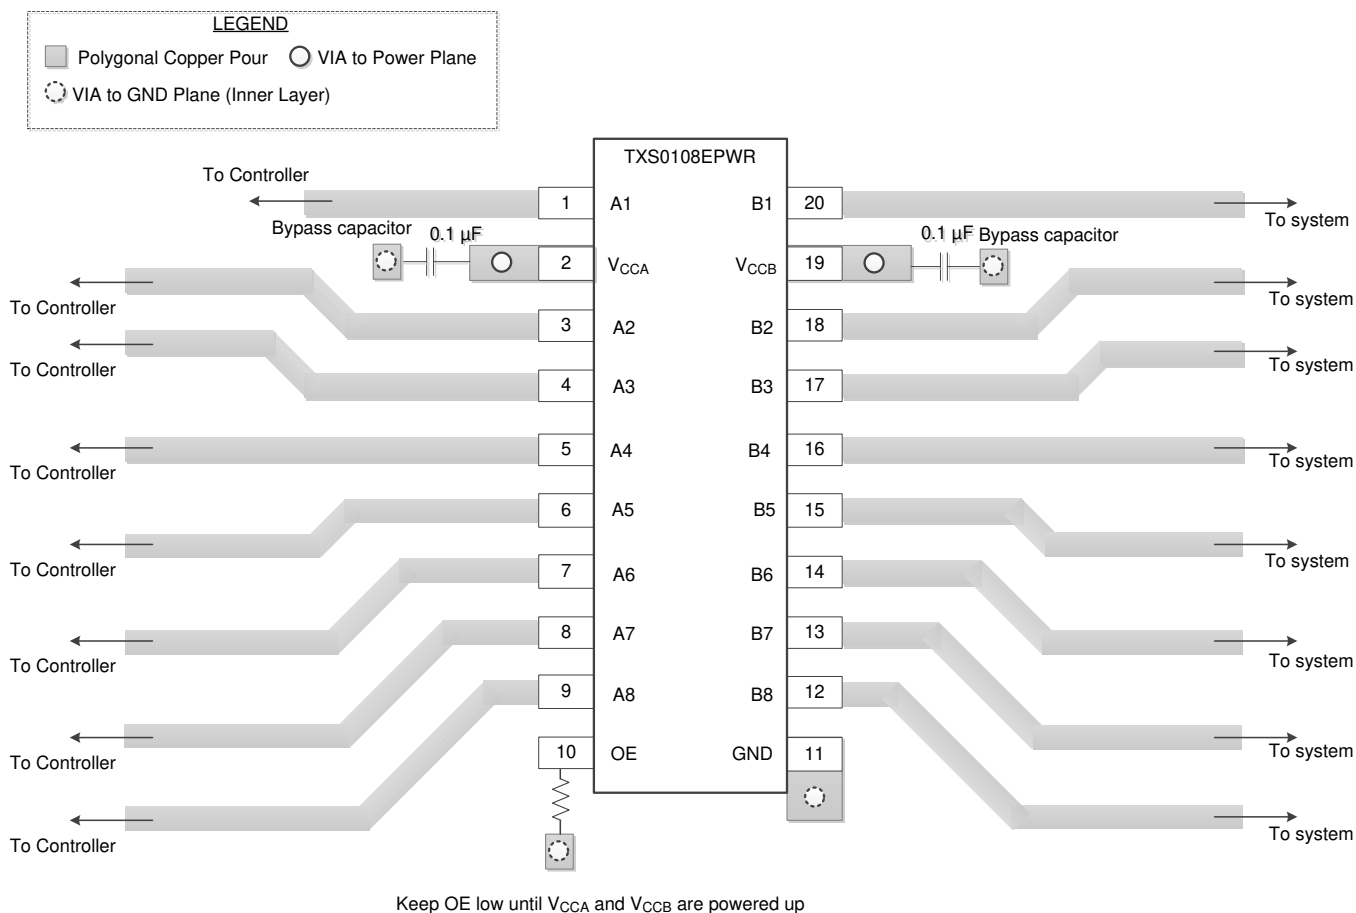 LEGEND
Polygonal Copper Pour
VIA to Power Plane
VIA to GND Plane (Inner Layer)
TXS0108EPWR
To Controller
1
A1
B1
20
To system
Bypass capacitor
0.1 µF
2
VCCA
VCCB
19
0.1 µF
Bypass capacitor
To Controller
3
A2
B2
18
To system
To Controller
4
A3
B3
17
To system
To Controller
5
A4
B4
16
To system
To Controller
6
A5
B5
15
To system
To Controller
7
A6
B6
14
To system
To Controller
8
A7
B7
13
To system
To Controller
9
A8
B8
12
To system
10
OE
GND
11
Keep OE low until VCCA and VCCB are powered up